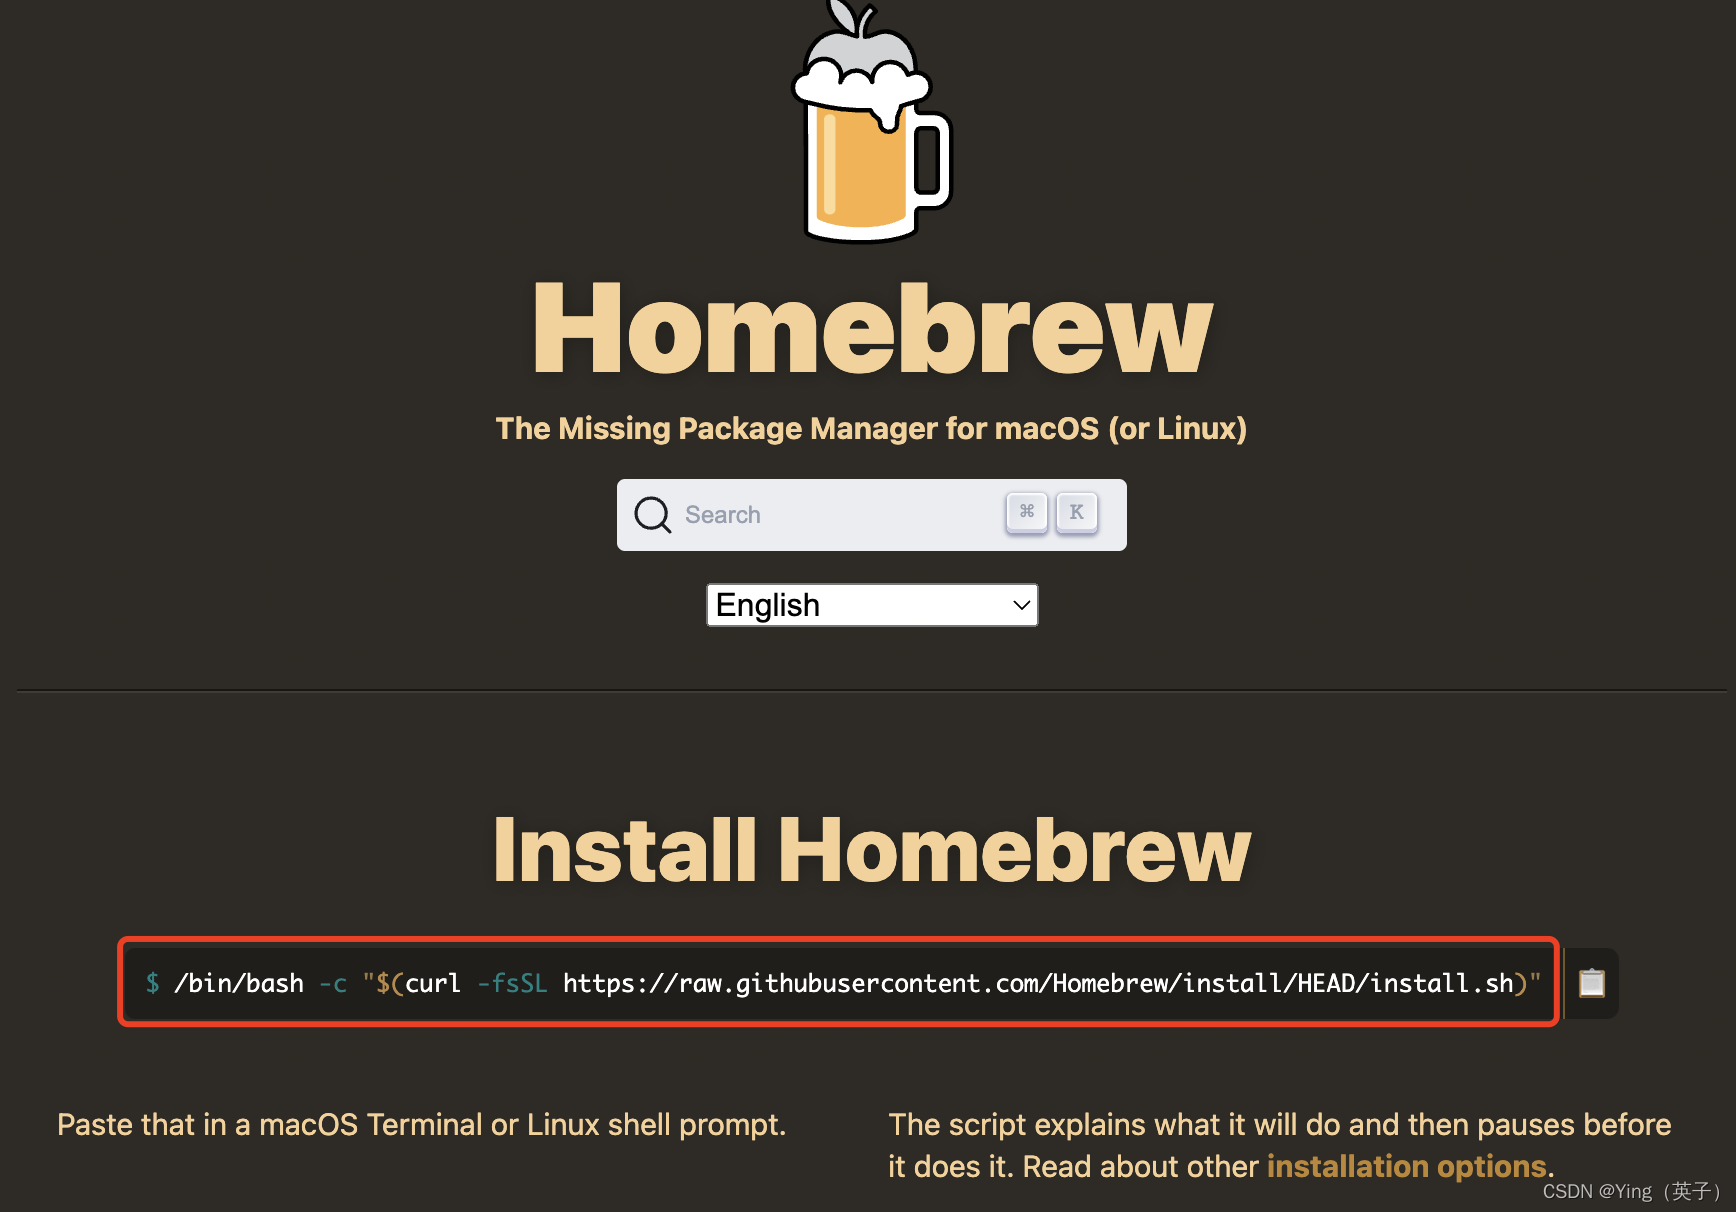 Homebrew
The Missing Package Manager for macOS (or Linux)
Search ⌘ K
English
Install Homebrew
$ /bin/bash -c "$(curl -fsSL https://raw.githubusercontent.com/Homebrew/install/HEAD/install.sh)"
Paste that in a macOS Terminal or Linux shell prompt.
The script explains what it will do and then pauses before
it does it. Read about other installation options.
CSDN @Ying（英子）